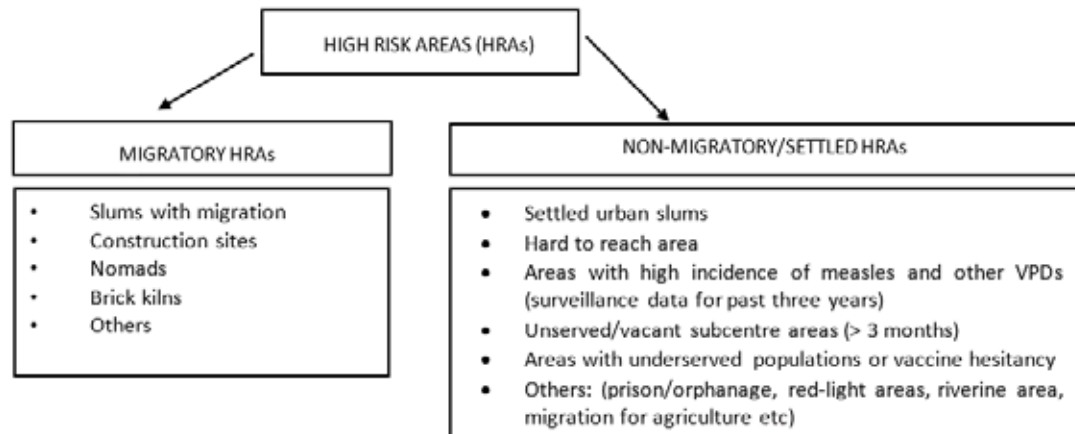 HIGH RISK AREAS (HRAs)
MIGRATORY HRAs
• Slums with migration
• Construction sites
• Nomads
• Brick kilns
• Others
NON-MIGRATORY/SETTLED HRAs
• Settled urban slums
• Hard to reach area
• Areas with high incidence of measles and other VPDs
(surveillance data for past three years)
• Unserved/vacant subcentre areas (> 3 months)
• Areas with underserved populations or vaccine hesitancy
• Others: (prison/orphanage, red-light areas, riverine area,
migration for agriculture etc)